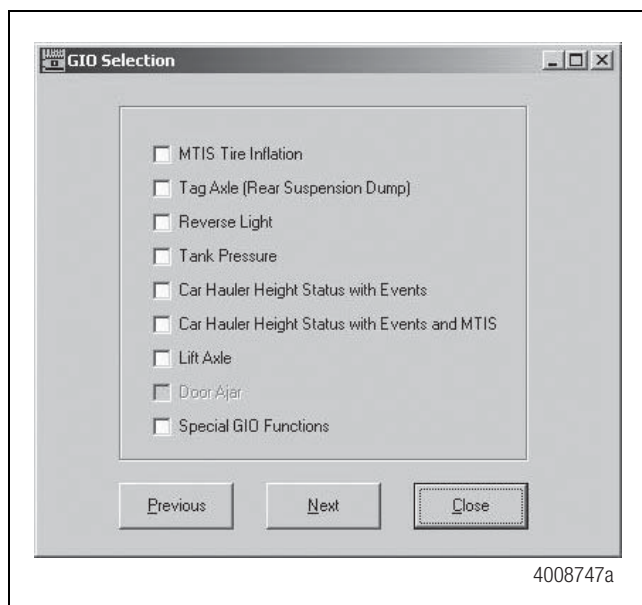 GIO Selection
MTIS Tire Inflation
Tag Axle (Rear Suspension Dump)
Reverse Light
Tank Pressure
Car Hauler Height Status with Events
Car Hauler Height Status with Events and MTIS
Lift Axle
Door Ajar
Special GIO Functions
Previous Next Close
4008747a